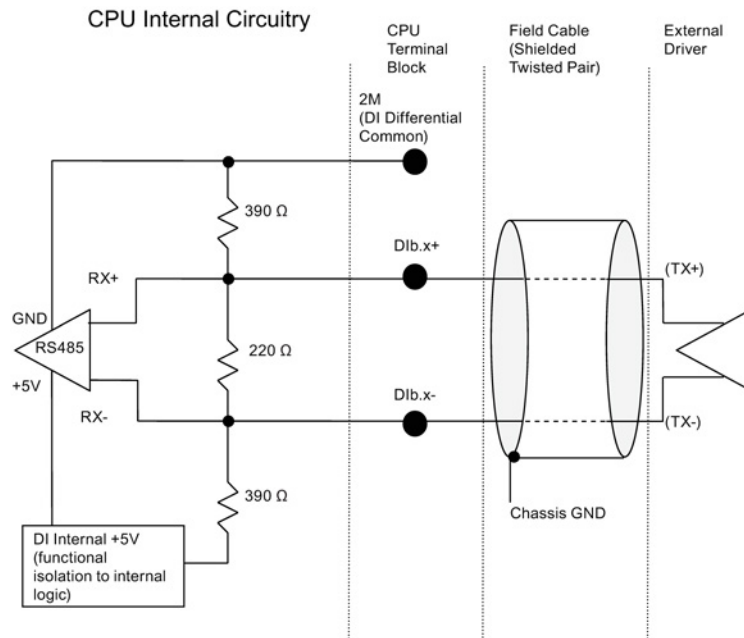 CPU Internal Circuitry
CPU
Terminal
Block
Field Cable
(Shielded
Twisted Pair)
External
Driver
2M
(DI Differential
Common)
390 Ω
DIb.x+
RX+
(TX+)
GND
RS485
220 Ω
+5V
DIb.x-
RX-
(TX-)
390 Ω
Chassis GND
DI Internal +5V
(functional
isolation to internal
logic)